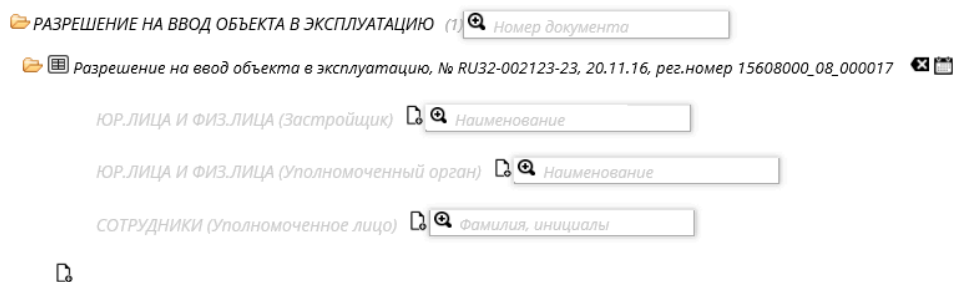 РАЗРЕШЕНИЕ НА ВВОД ОБЪЕКТА В ЭКСПЛУАТАЦИЮ (1) Номер документа
Разрешение на ввод объекта в эксплуатацию, № RU32-002123-23, 20.11.16, рег.номер 15608000_08_000017
ЮР.ЛИЦА И ФИЗ.ЛИЦА (Застройщик) Наименование
ЮР.ЛИЦА И ФИЗ.ЛИЦА (Уполномоченный орган) Наименование
СОТРУДНИКИ (Уполномоченное лицо) Фамилия, инициалы